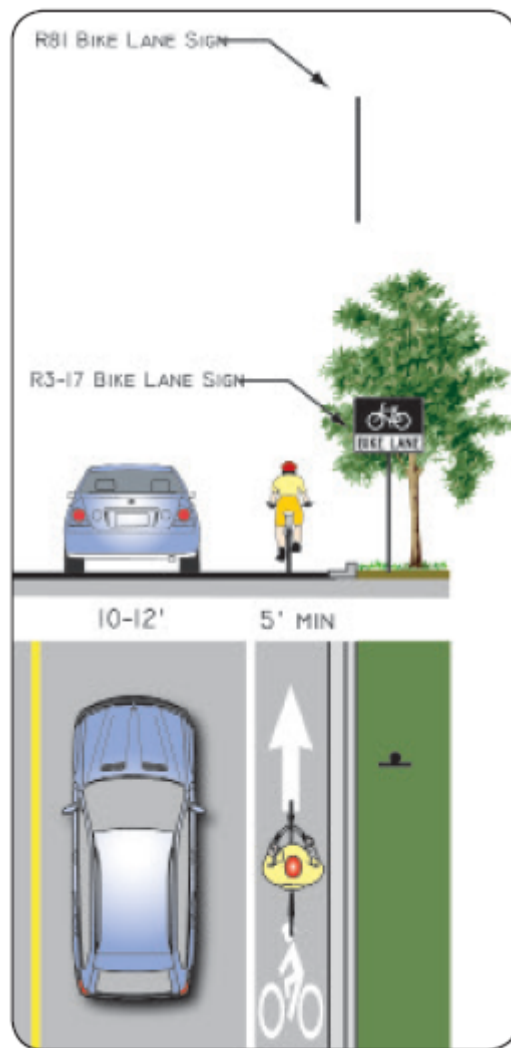 R81 BIKE LANE SIGN
R3-17 BIKE LANE SIGN
BIKE LANE
10-12'
5' MIN